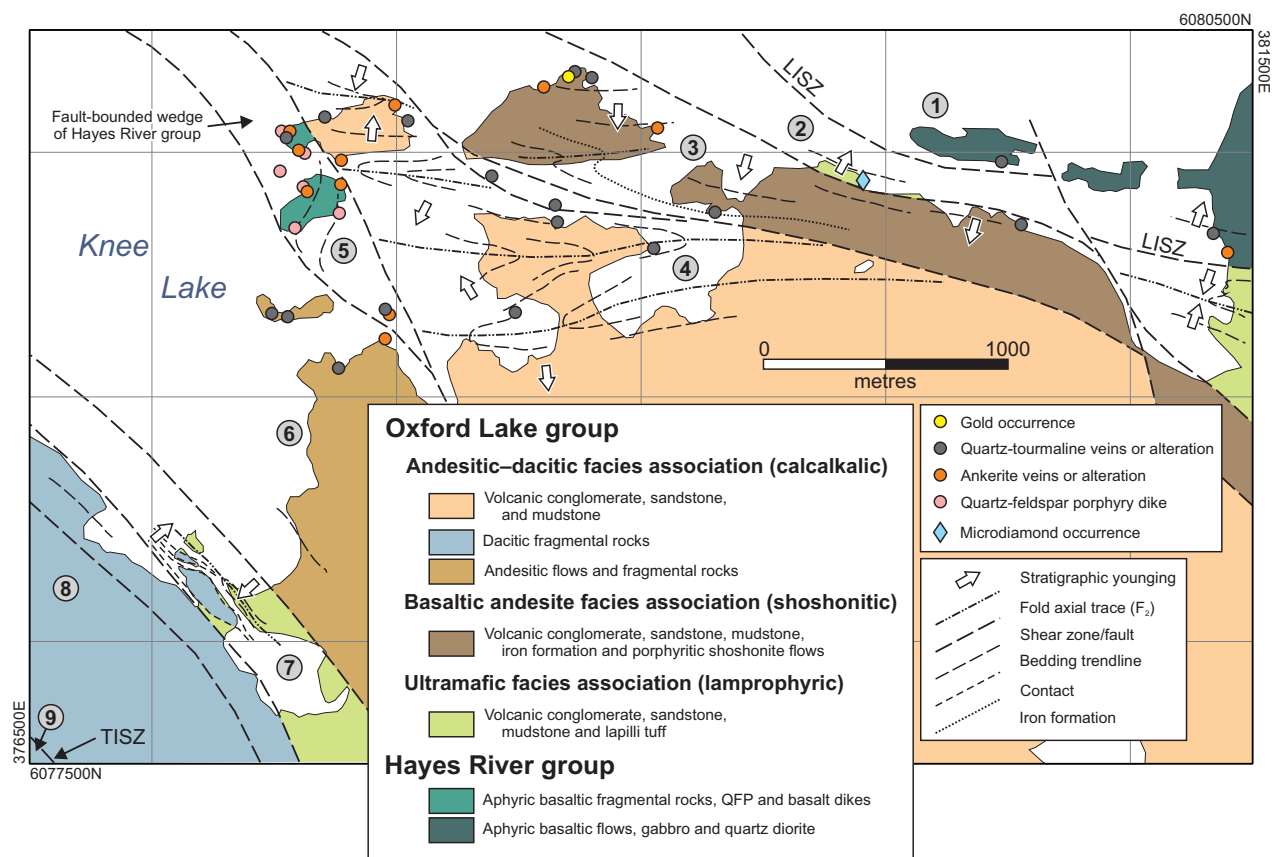 6080500N
381500E
LISZ
Fault-bounded wedge
of Hayes River group
1
2
3
Knee
Lake
5
4
LISZ
0 1000
metres
6
8
7
9
TISZ
376500E
6077500N
Oxford Lake group
Andesitic–dacitic facies association (calcalkalic)
Volcanic conglomerate, sandstone,
and mudstone
Dacitic fragmental rocks
Andesitic flows and fragmental rocks
Basaltic andesite facies association (shoshonitic)
Volcanic conglomerate, sandstone, mudstone,
iron formation and porphyritic shoshonite flows
Ultramafic facies association (lamprophyric)
Volcanic conglomerate, sandstone,
mudstone and lapilli tuff
Hayes River group
Aphyric basaltic fragmental rocks, QFP and basalt dikes
Aphyric basaltic flows, gabbro and quartz diorite
Gold occurrence
Quartz-tourmaline veins or alteration
Ankerite veins or alteration
Quartz-feldspar porphyry dike
Microdiamond occurrence
Stratigraphic younging
Fold axial trace (F₂)
Shear zone/fault
Bedding trendline
Contact
Iron formation